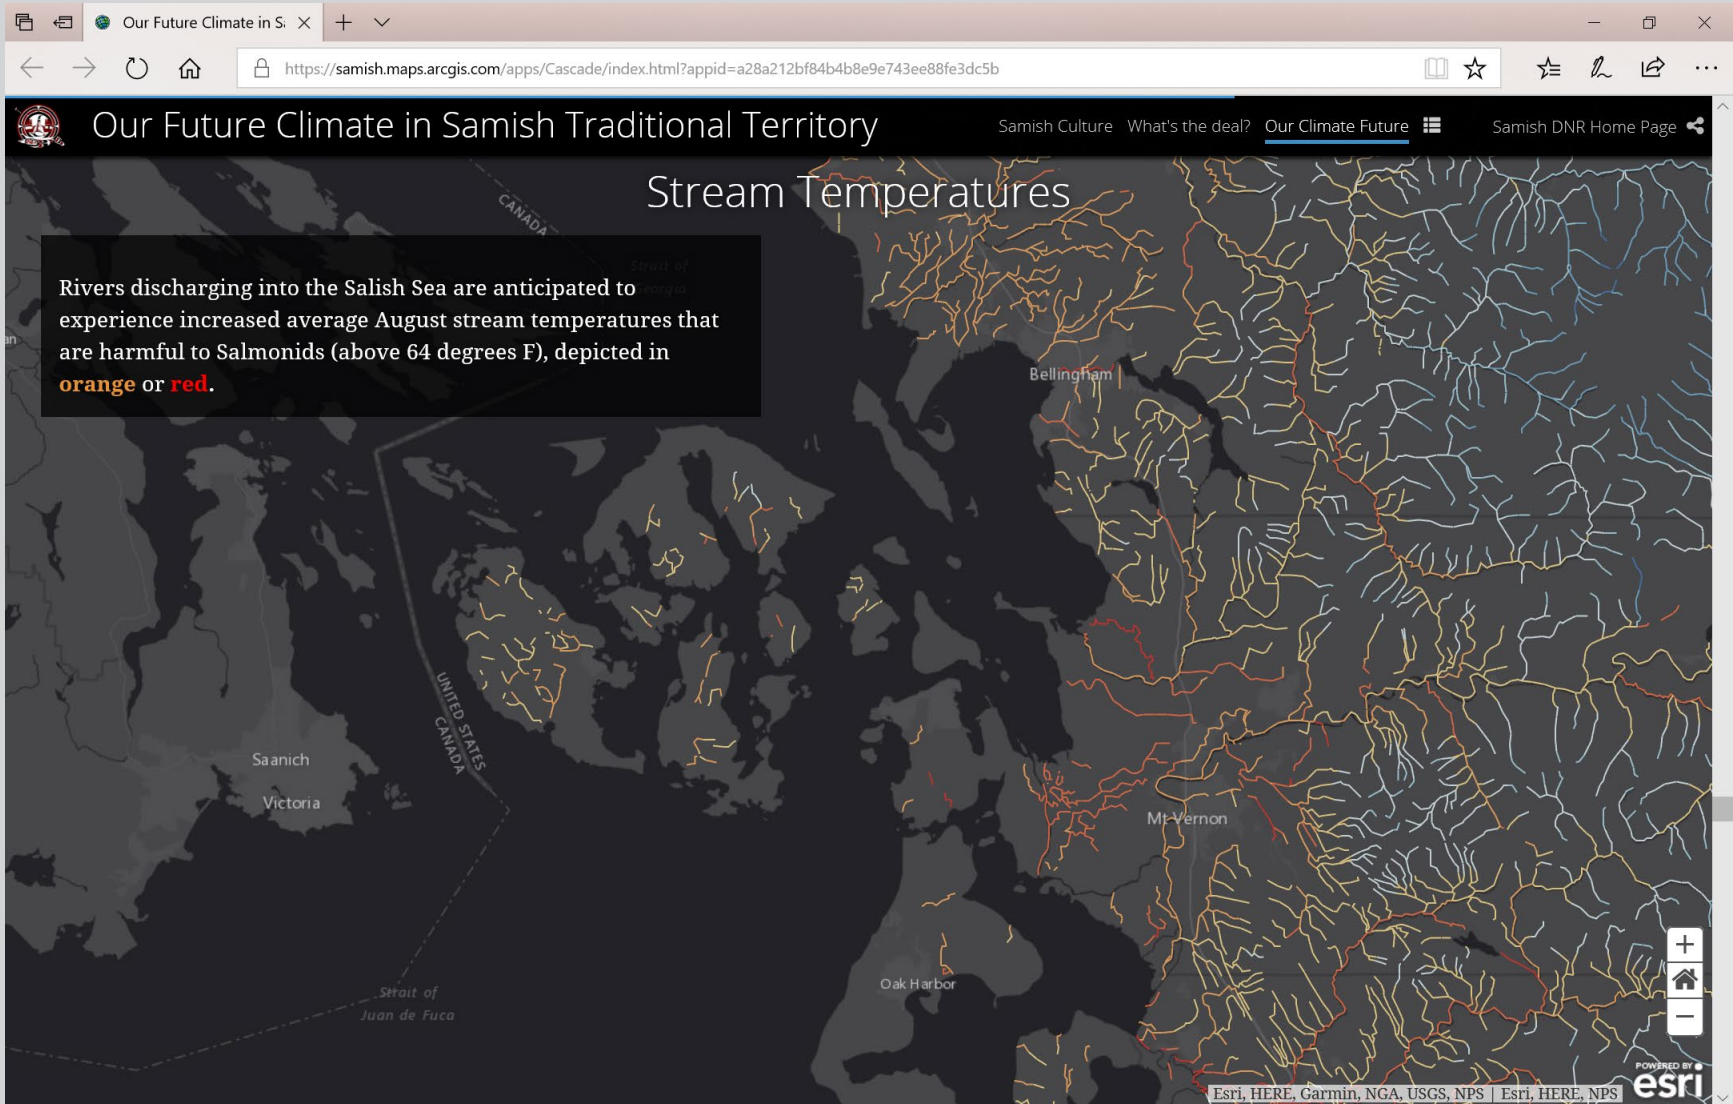 Our Future Climate in Sa
https://samish.maps.arcgis.com/apps/Cascade/index.html?appid=a28a212bf84b4b8e9e743ee88fe3dc5b
Our Future Climate in Samish Traditional Territory
Samish Culture What's the deal? Our Climate Future Samish DNR Home Page
Stream Temperatures
CANADA
Strait of
Georgia
Rivers discharging into the Salish Sea are anticipated to
experience increased average August stream temperatures that
are harmful to Salmonids (above 64 degrees F), depicted in
orange or red.
Bellingham
UNITED STATES
CANADA
Saanich
Victoria
Mt Vernon
Oak Harbor
Strait of
Juan de Fuca
POWERED BY
esri
Esri, HERE, Garmin, NGA, USGS, NPS | Esri, HERE, NPS